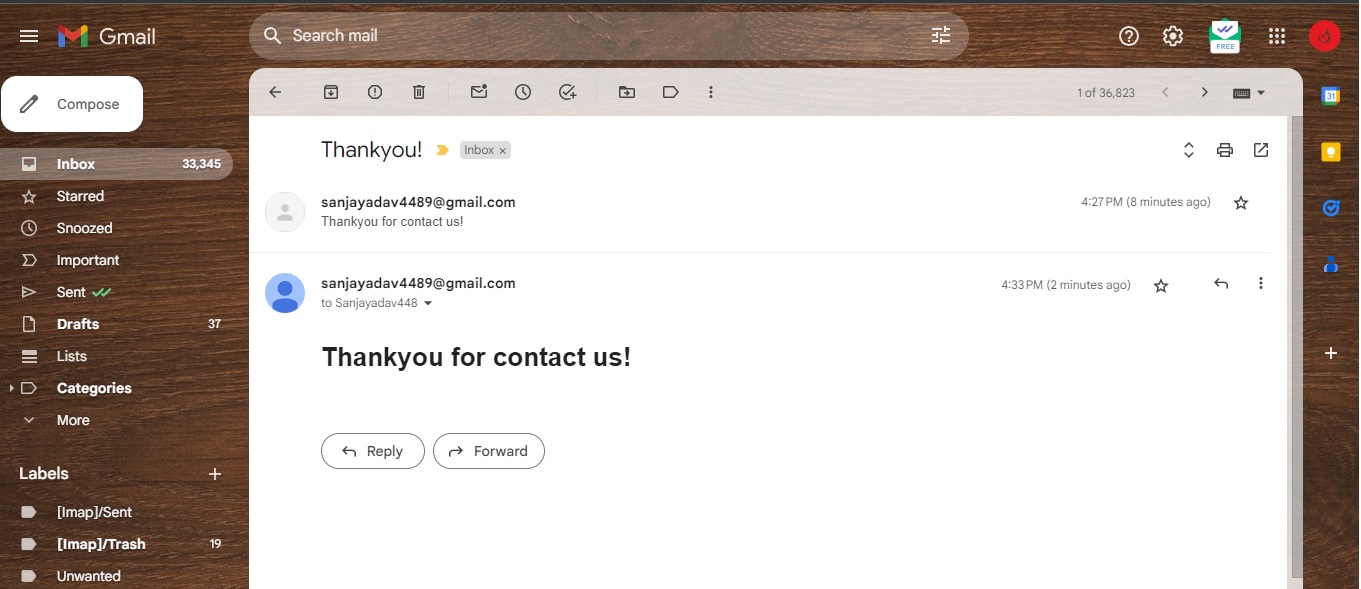 Gmail
Search mail
FREE
Compose
1 of 36,823
31
Inbox 33,345
Starred
Snoozed
Important
Sent
Drafts 37
Lists
Categories
More
Labels
[Imap]/Sent
[Imap]/Trash 19
Unwanted
Thankyou! Inbox ×
sanjayadav4489@gmail.com 4:27 PM (8 minutes ago)
Thankyou for contact us!
sanjayadav4489@gmail.com 4:33 PM (2 minutes ago)
to Sanjayadav448
Thankyou for contact us!
Reply Forward